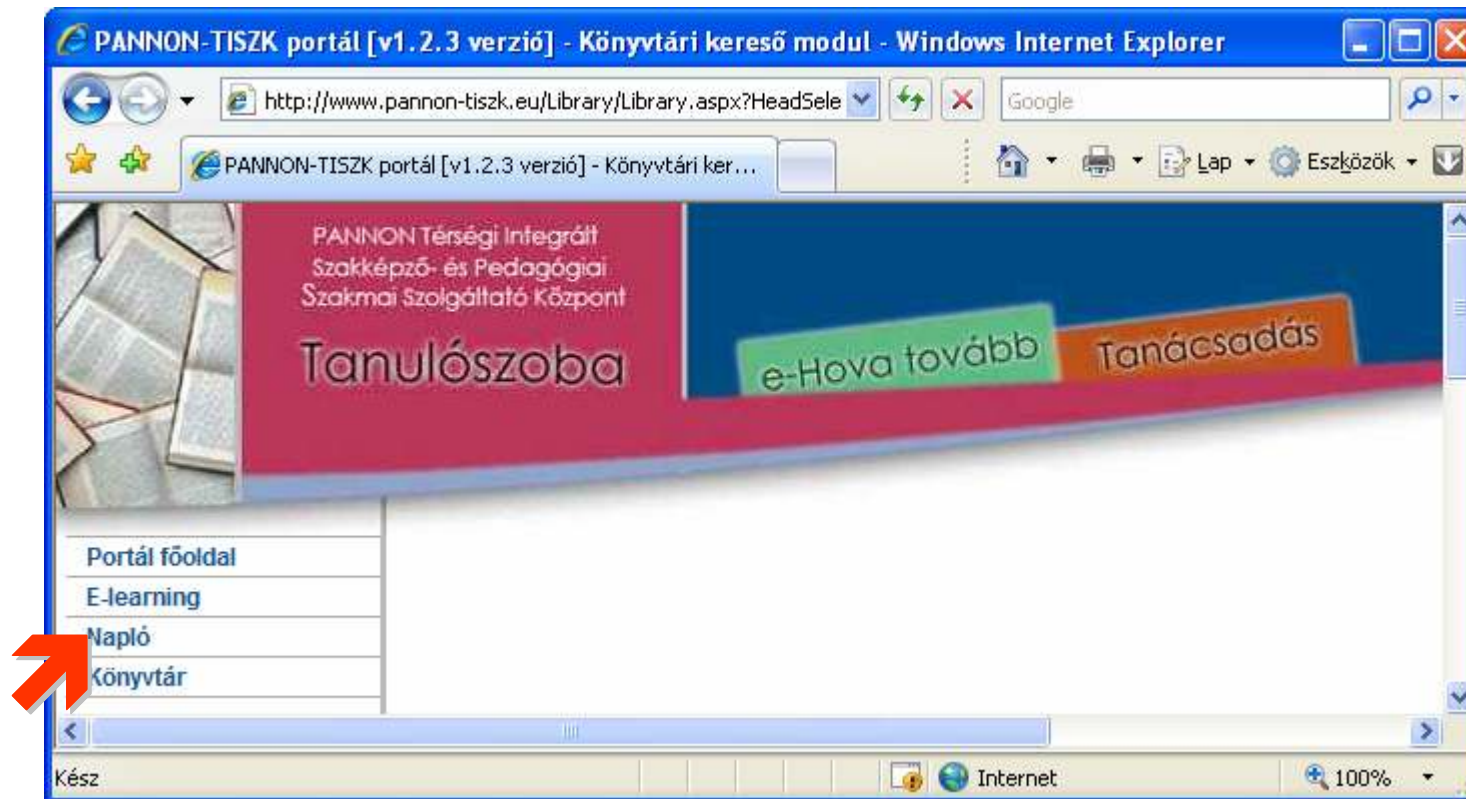 PANNON-TISZK portál [v1.2.3 verzió] - Könyvtári kereső modul - Windows Internet Explorer
http://www.pannon-tiszk.eu/Library/Library.aspx?HeadSele
Google
PANNON-TISZK portál [v1.2.3 verzió] - Könyvtári ker...
Lap
Eszközök
PANNON Térségi Integrált
Szakképző- és Pedagógiai
Szakmai Szolgáltató Központ
Tanulószoba
e-Hova tovább
Tanácsadás
Portál főoldal
E-learning
Napló
Könyvtár
Kész
Internet
100%